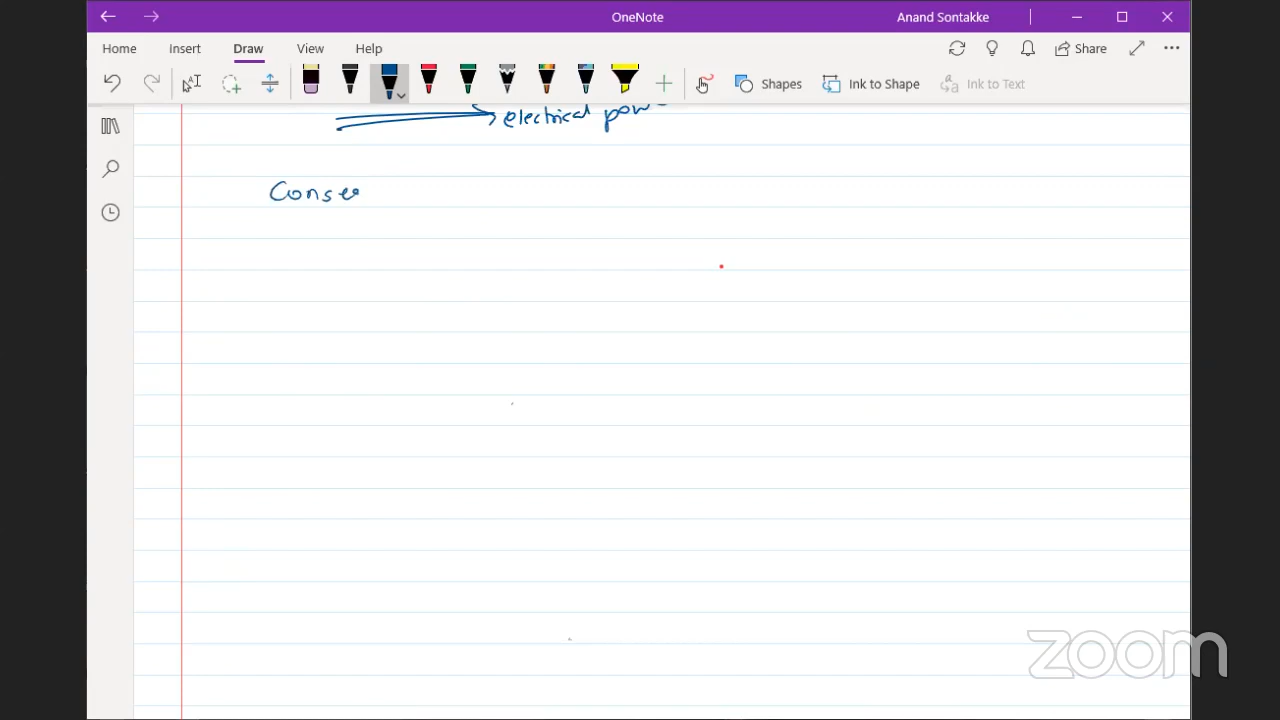 OneNote
Anand Sontakke
Home Insert Draw View Help
Share
Shapes
Ink to Shape
Ink to Text
electrical
Conse
zoom